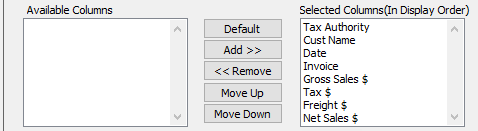 Available Columns
Selected Columns(In Display Order)
Default
Add >>
<< Remove
Move Up
Move Down
Tax Authority
Cust Name
Date
Invoice
Gross Sales $
Tax $
Freight $
Net Sales $